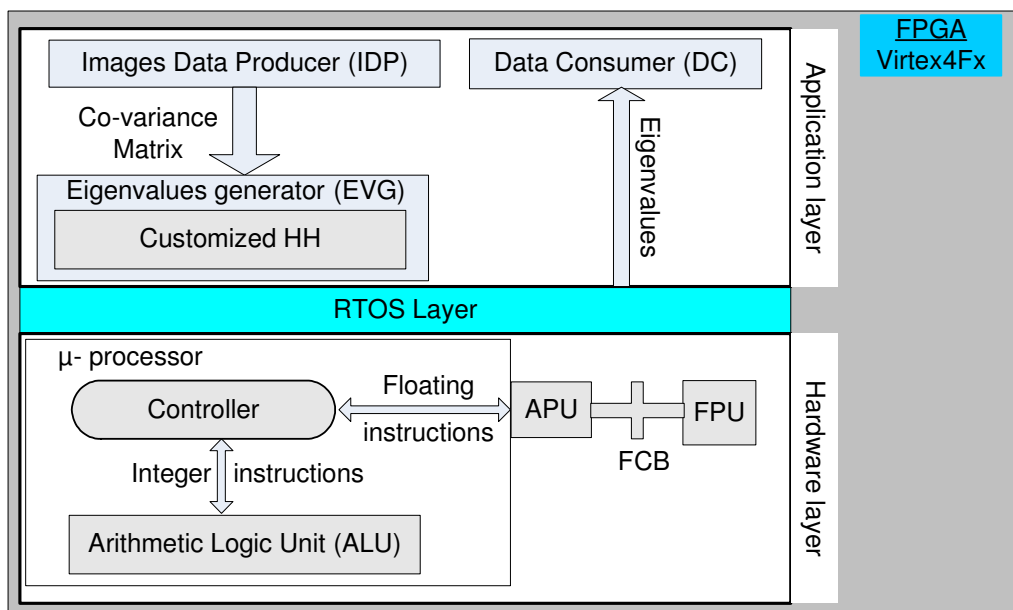 FPGA
Virtex4Fx
Images Data Producer (IDP)
Data Consumer (DC)
Co-variance
Matrix
Eigenvalues
Eigenvalues generator (EVG)
Customized HH
Application layer
RTOS Layer
μ- processor
Controller
Floating
instructions
APU
FPU
FCB
Integer instructions
Arithmetic Logic Unit (ALU)
Hardware layer